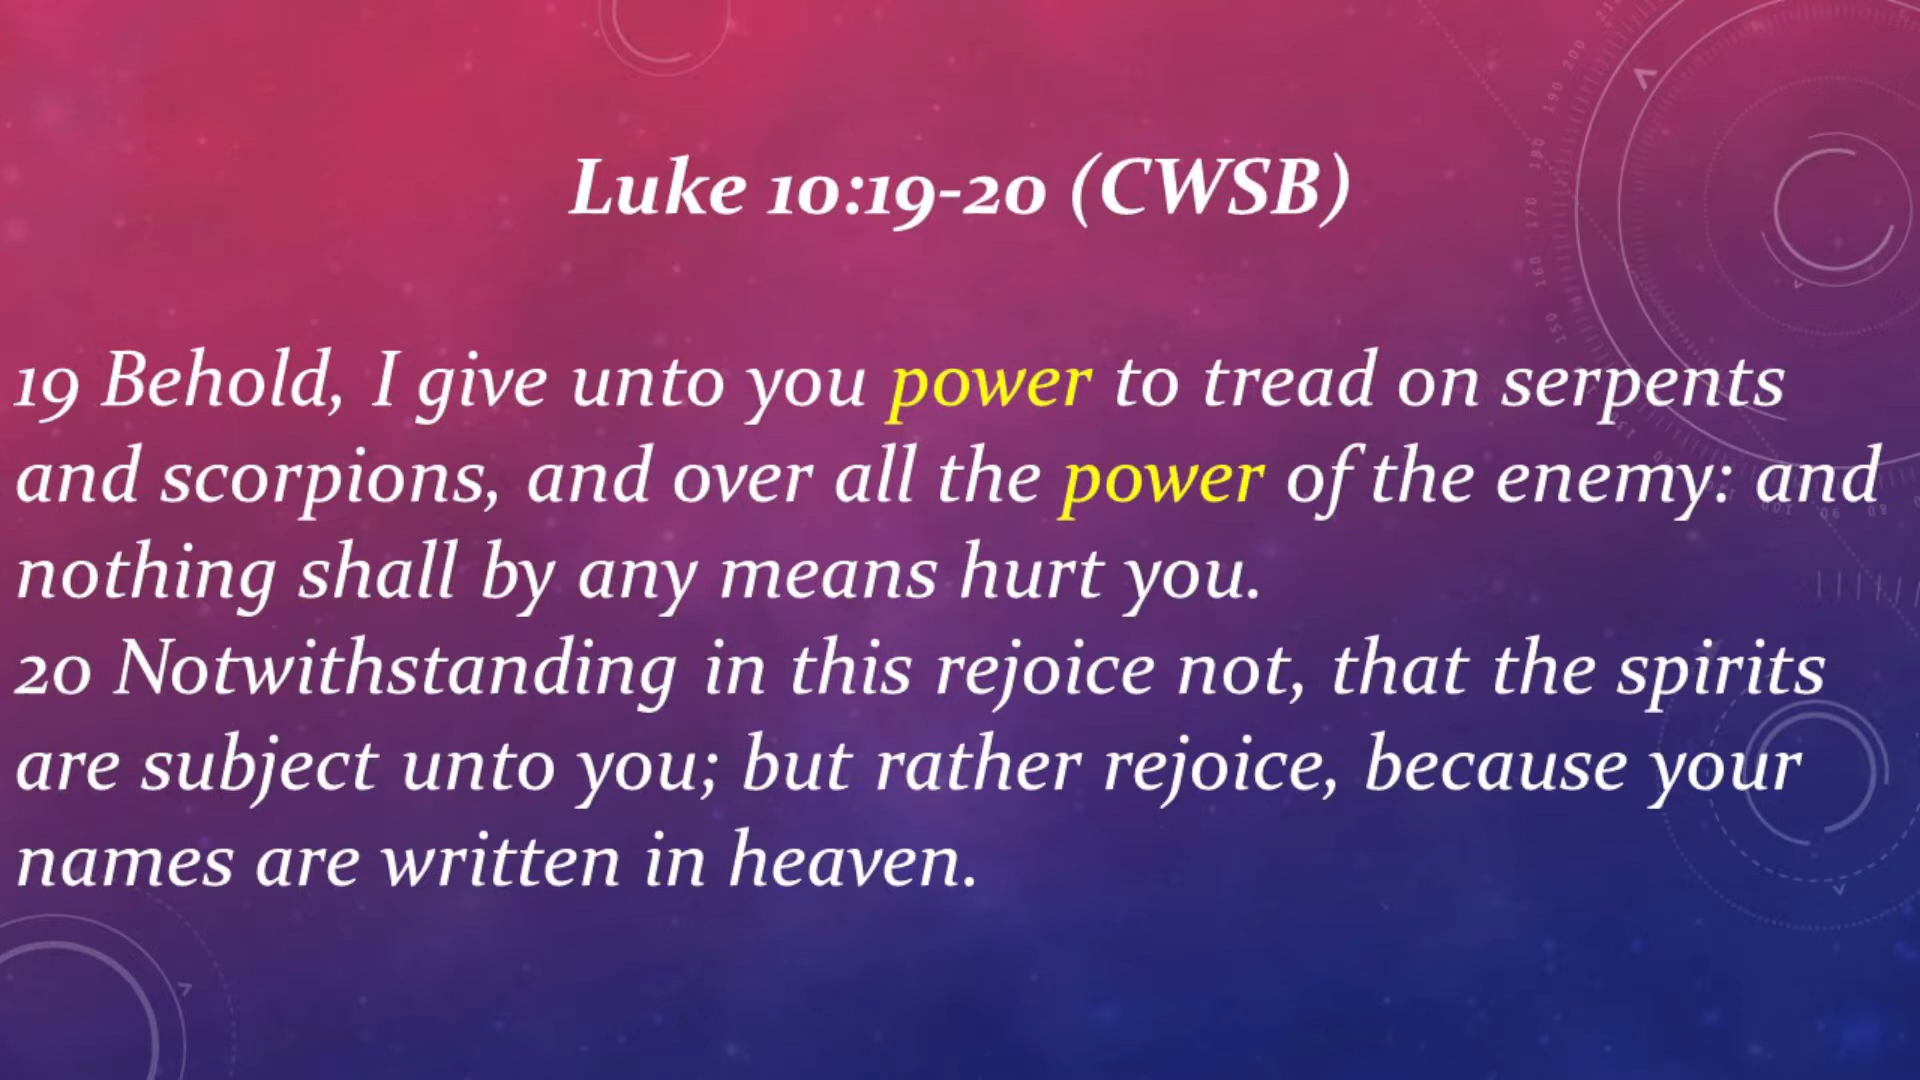 Luke 10:19-20 (CWSB)
19 Behold, I give unto you power to tread on serpents
and scorpions, and over all the power of the enemy: and
nothing shall by any means hurt you.
20 Notwithstanding in this rejoice not, that the spirits
are subject unto you; but rather rejoice, because your
names are written in heaven.